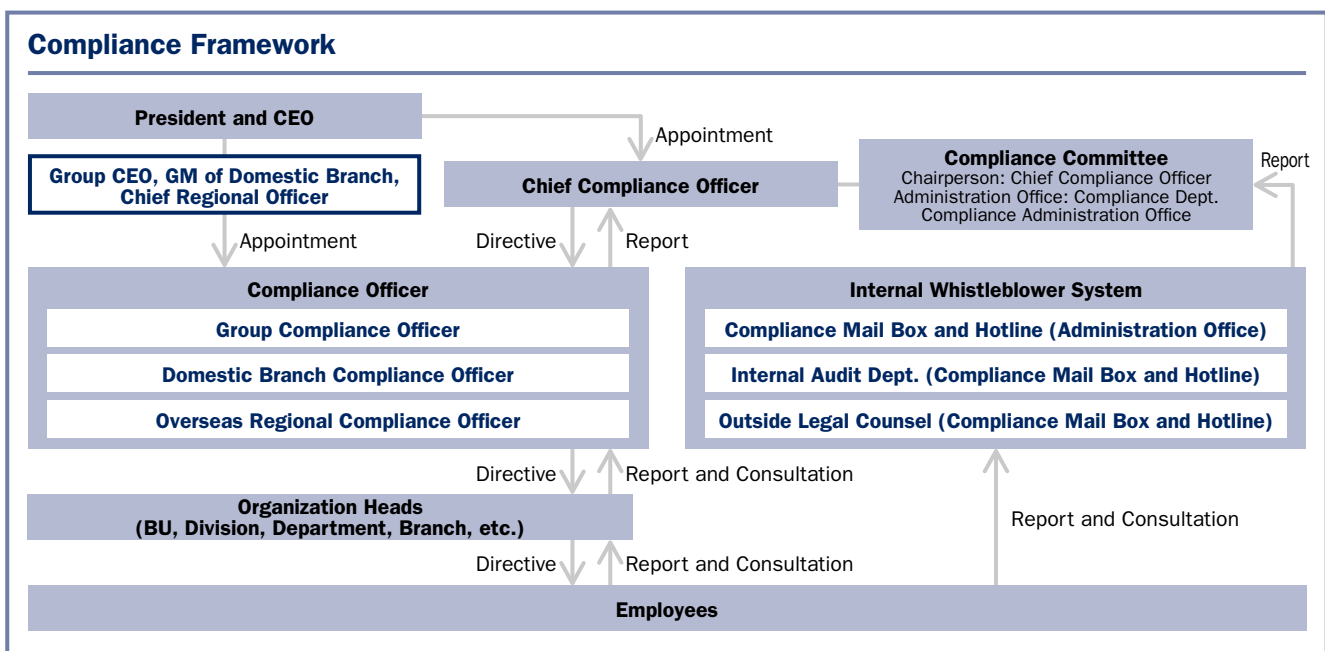 Compliance Framework
President and CEO
Appointment
Group CEO, GM of Domestic Branch,
Chief Regional Officer
Chief Compliance Officer
Compliance Committee
Chairperson: Chief Compliance Officer
Administration Office: Compliance Dept.
Compliance Administration Office
Report
Appointment
Directive
Report
Compliance Officer
Group Compliance Officer
Domestic Branch Compliance Officer
Overseas Regional Compliance Officer
Internal Whistleblower System
Compliance Mail Box and Hotline (Administration Office)
Internal Audit Dept. (Compliance Mail Box and Hotline)
Outside Legal Counsel (Compliance Mail Box and Hotline)
Directive
Report and Consultation
Organization Heads
(BU, Division, Department, Branch, etc.)
Report and Consultation
Directive
Report and Consultation
Employees